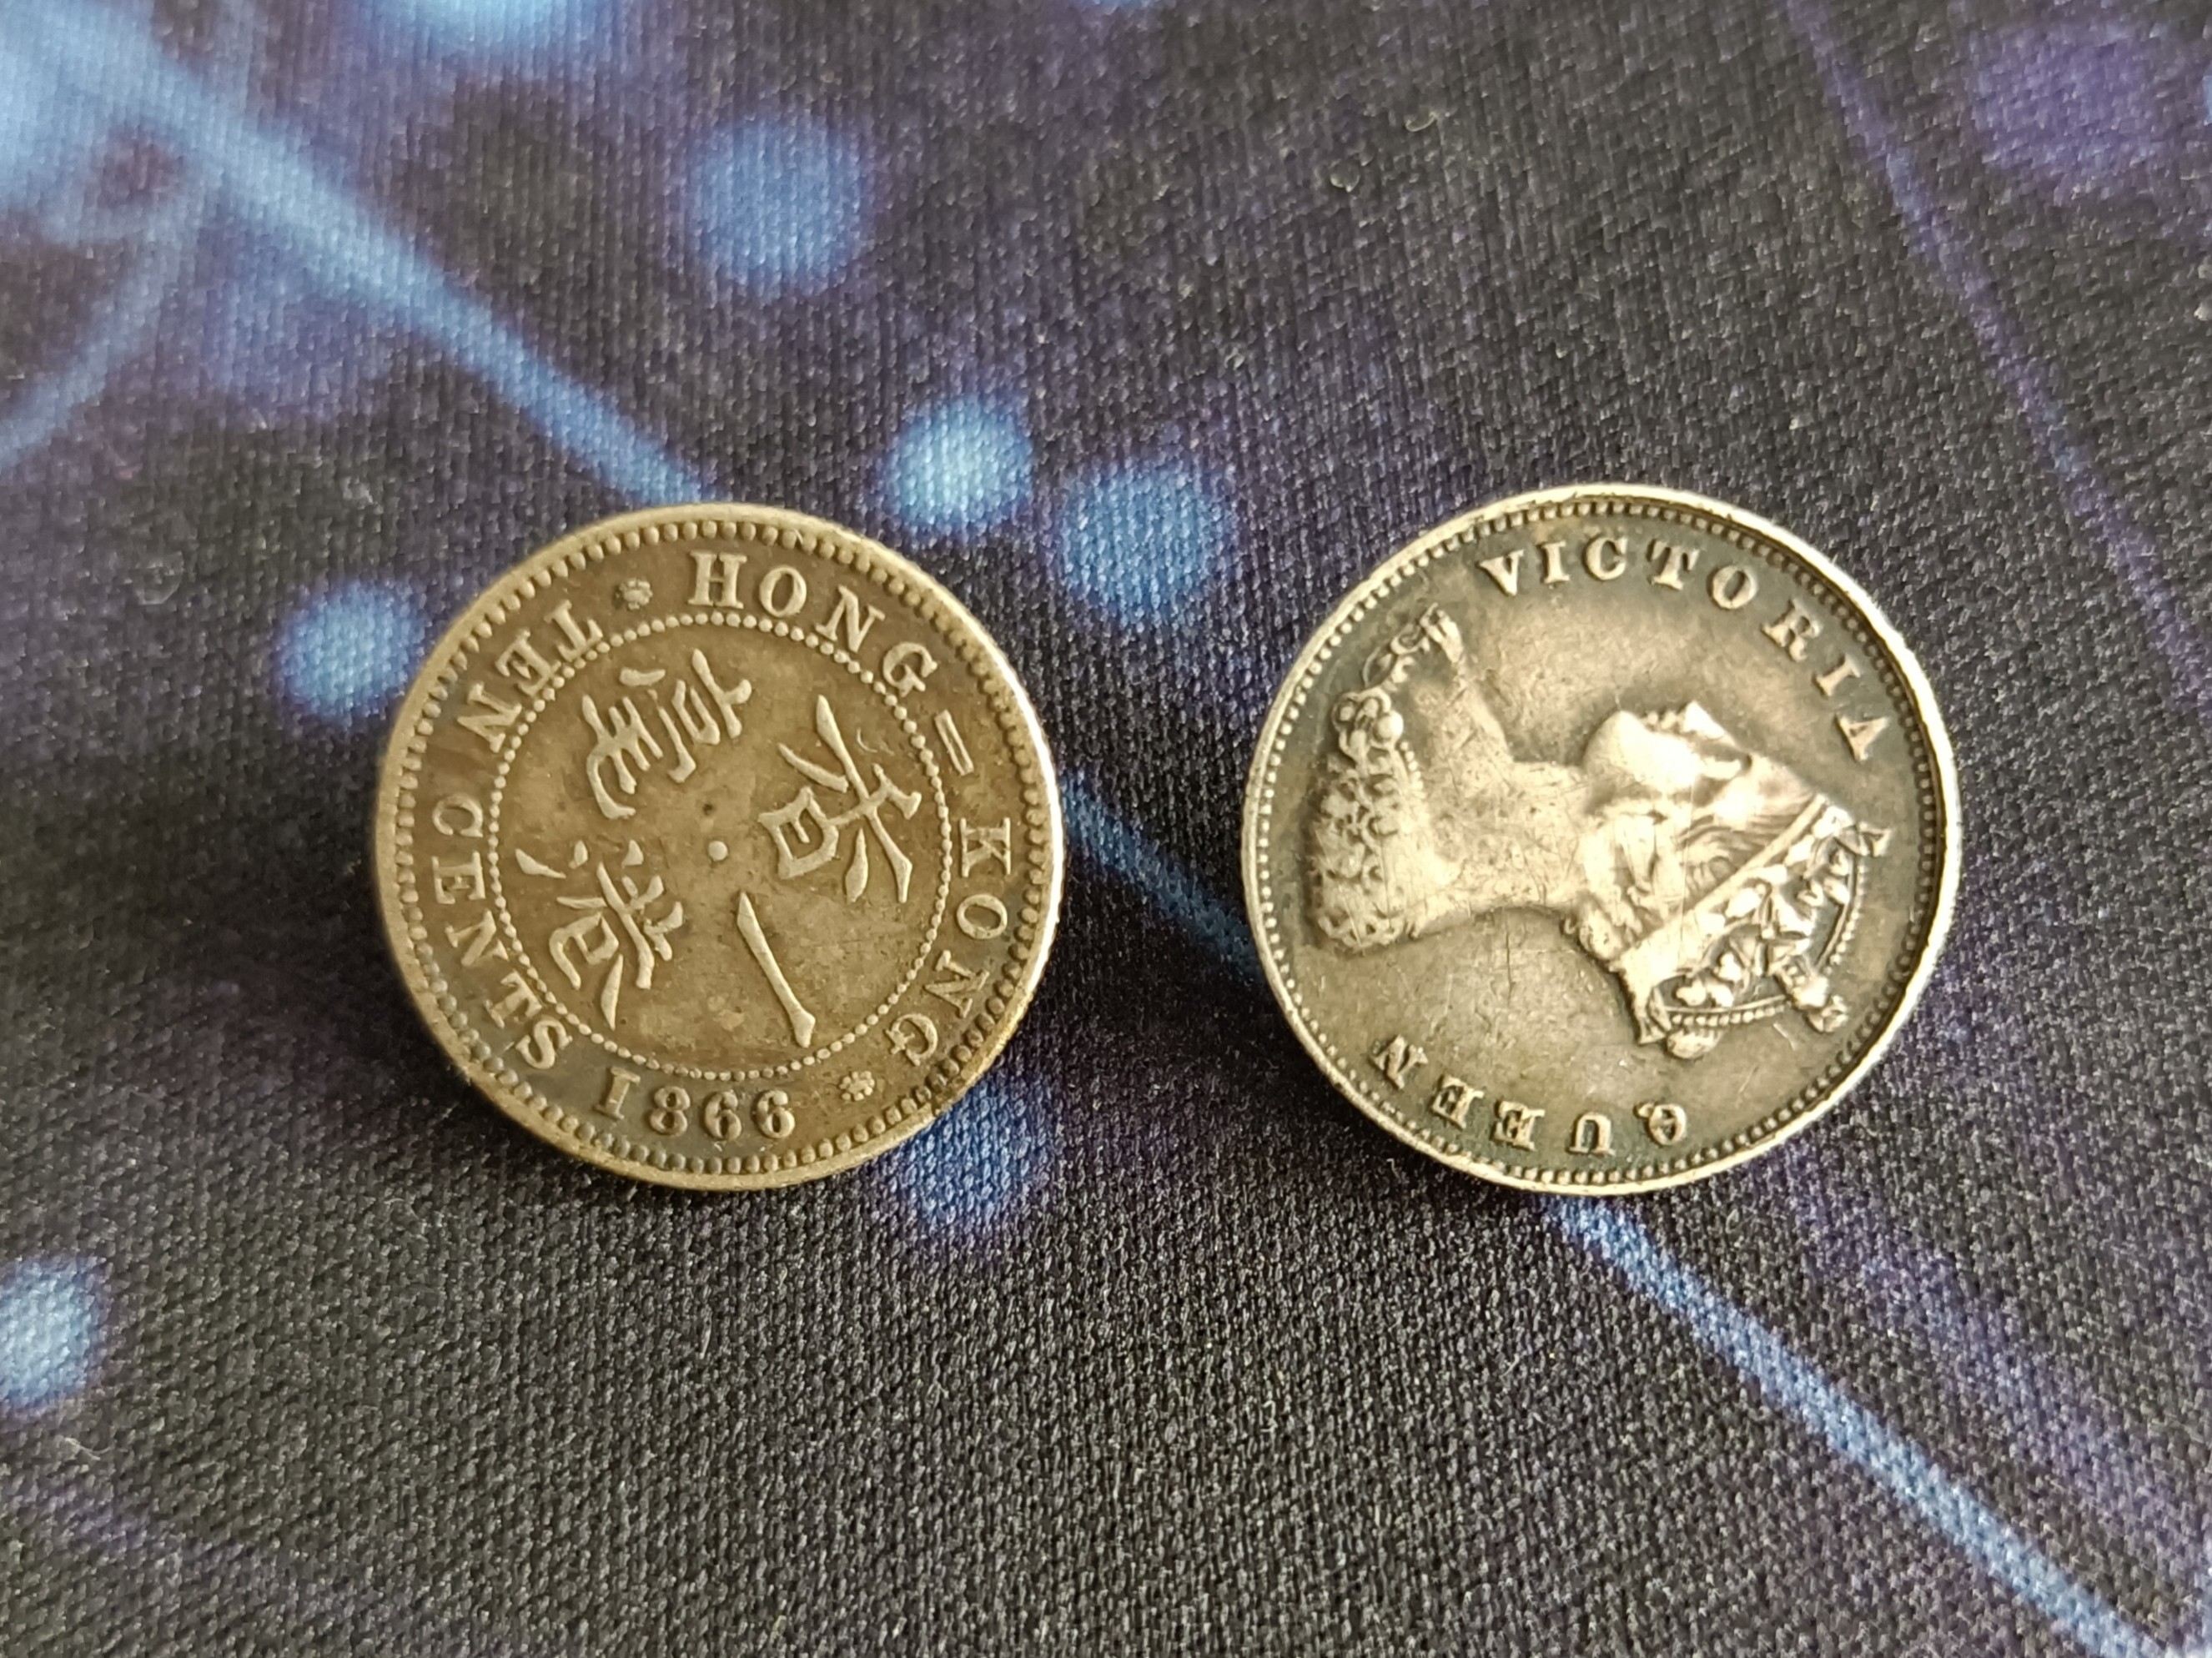 HONG=KONG
TEN CENTS
1866
香港
一毫
QUEEN
VICTORIA